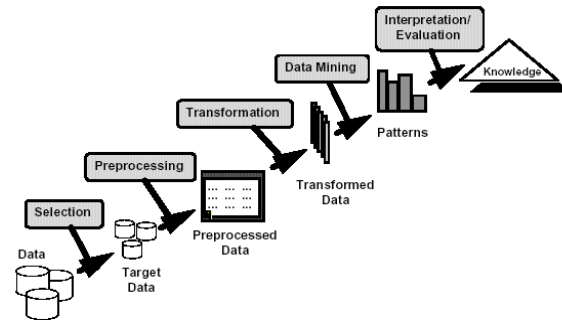 Interpretation/
Evaluation
Data Mining
Knowledge
Transformation
Patterns
Preprocessing
Transformed
Data
Selection
Preprocessed
Data
Data
Target
Data